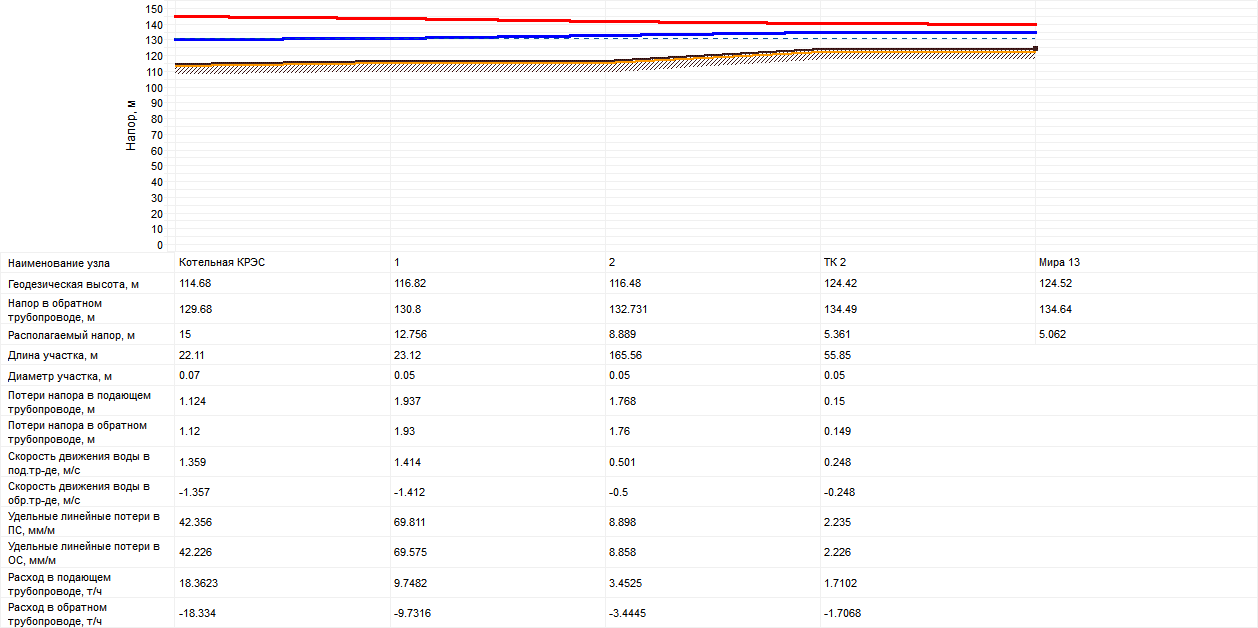 150
140
130
120
110
100
90
80
70
60
50
40
30
20
10
0
Напор, м
Наименование узла Котельная КРЭС 1 2 ТК 2 Мира 13
Геодезическая высота, м 114.68 116.82 116.48 124.42 124.52
Напор в обратном
трубопроводе, м 129.68 130.8 132.731 134.49 134.64
Располагаемый напор, м 15 12.756 8.889 5.361 5.062
Длина участка, м 22.11 23.12 165.56 55.85
Диаметр участка, м 0.07 0.05 0.05 0.05
Потери напора в подающем
трубопроводе, м 1.124 1.937 1.768 0.15
Потери напора в обратном
трубопроводе, м 1.12 1.93 1.76 0.149
Скорость движения воды в
под.тр-де, м/с 1.359 1.414 0.501 0.248
Скорость движения воды в
обр.тр-де, м/с -1.357 -1.412 -0.5 -0.248
Удельные линейные потери в
ПС, мм/м 42.356 69.811 8.898 2.235
Удельные линейные потери в
ОС, мм/м 42.226 69.575 8.858 2.226
Расход в подающем
трубопроводе, т/ч 18.3623 9.7482 3.4525 1.7102
Расход в обратном
трубопроводе, т/ч -18.334 -9.7316 -3.4445 -1.7068